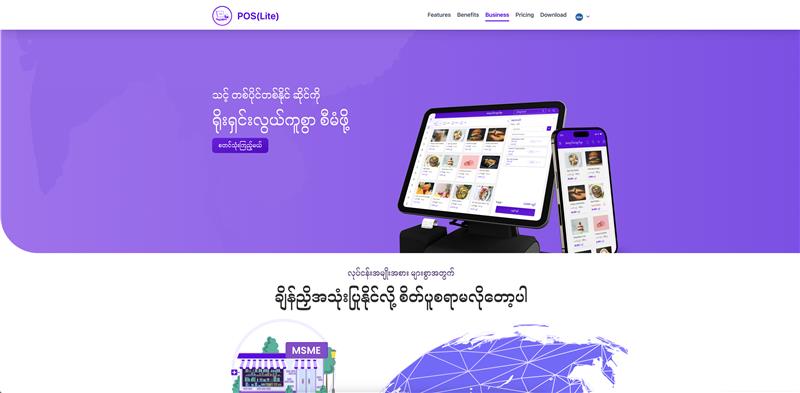 POS(Lite)
Features Benefits Business Pricing Download
သင့် တစ်ပိုင်တစ်နိုင် ဆိုင်ကို
ရိုးရှင်းလွယ်ကူစွာ စီမံဖို့
စတင်သုံးကြည့်မယ်
လုပ်ငန်းအမျိုးအစား များစွာအတွက်
ချိန်ညှိအသုံးပြုနိုင်လို့ စိတ်ပူစရာမလိုတော့ပါ
MSME